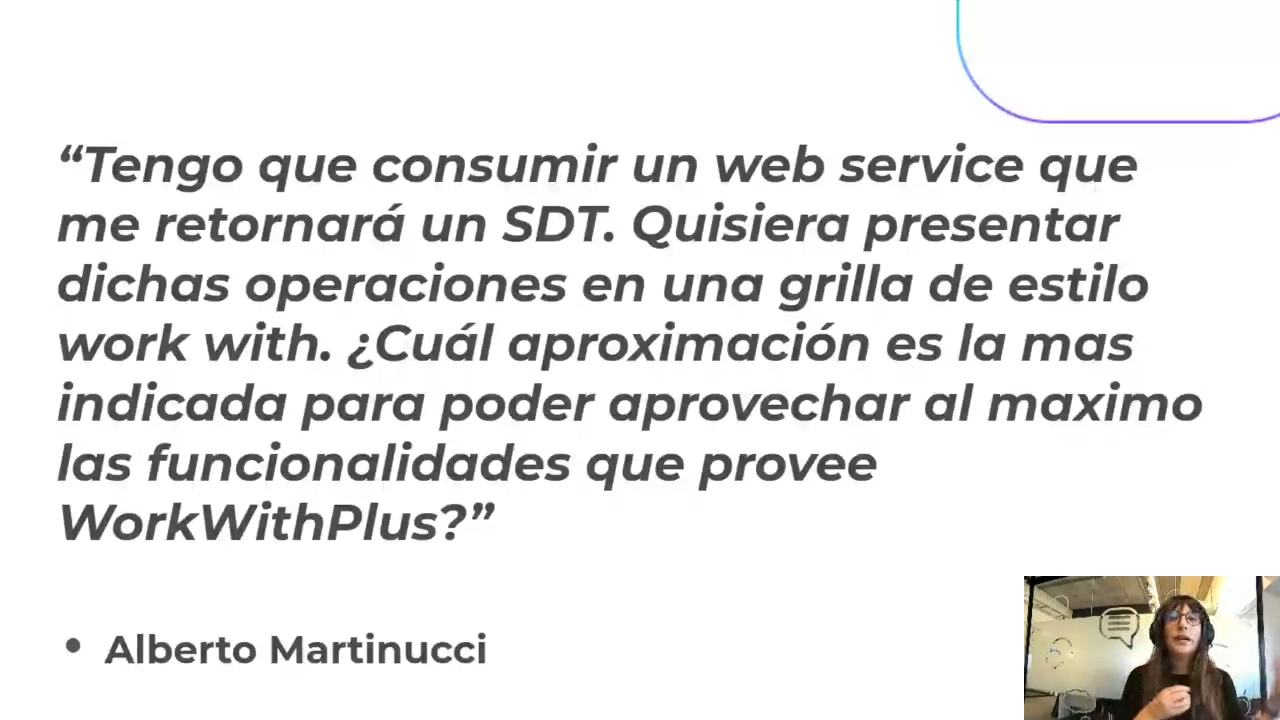 “Tengo que consumir un web service que
me retornará un SDT. Quisiera presentar
dichas operaciones en una grilla de estilo
work with. ¿Cuál aproximación es la mas
indicada para poder aprovechar al maximo
las funcionalidades que provee
WorkWithPlus?”
• Alberto Martinucci